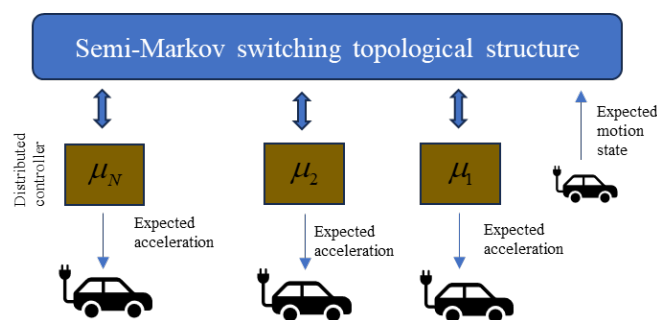 Semi-Markov switching topological structure
Expected
motion
state
Distributed
controller
μN
μ2
μ1
Expected
acceleration
Expected
acceleration
Expected
acceleration